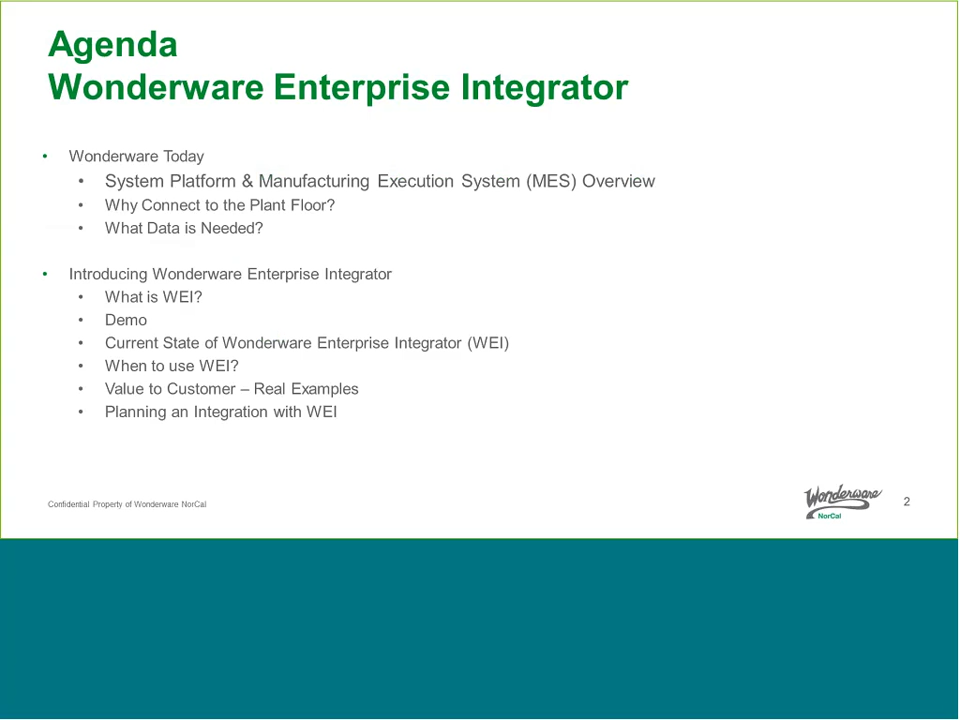 Agenda
Wonderware Enterprise Integrator
• Wonderware Today
• System Platform & Manufacturing Execution System (MES) Overview
• Why Connect to the Plant Floor?
• What Data is Needed?
• Introducing Wonderware Enterprise Integrator
• What is WEI?
• Demo
• Current State of Wonderware Enterprise Integrator (WEI)
• When to use WEI?
• Value to Customer – Real Examples
• Planning an Integration with WEI
Confidential Property of Wonderware NorCal
Wonderware
NorCal
2